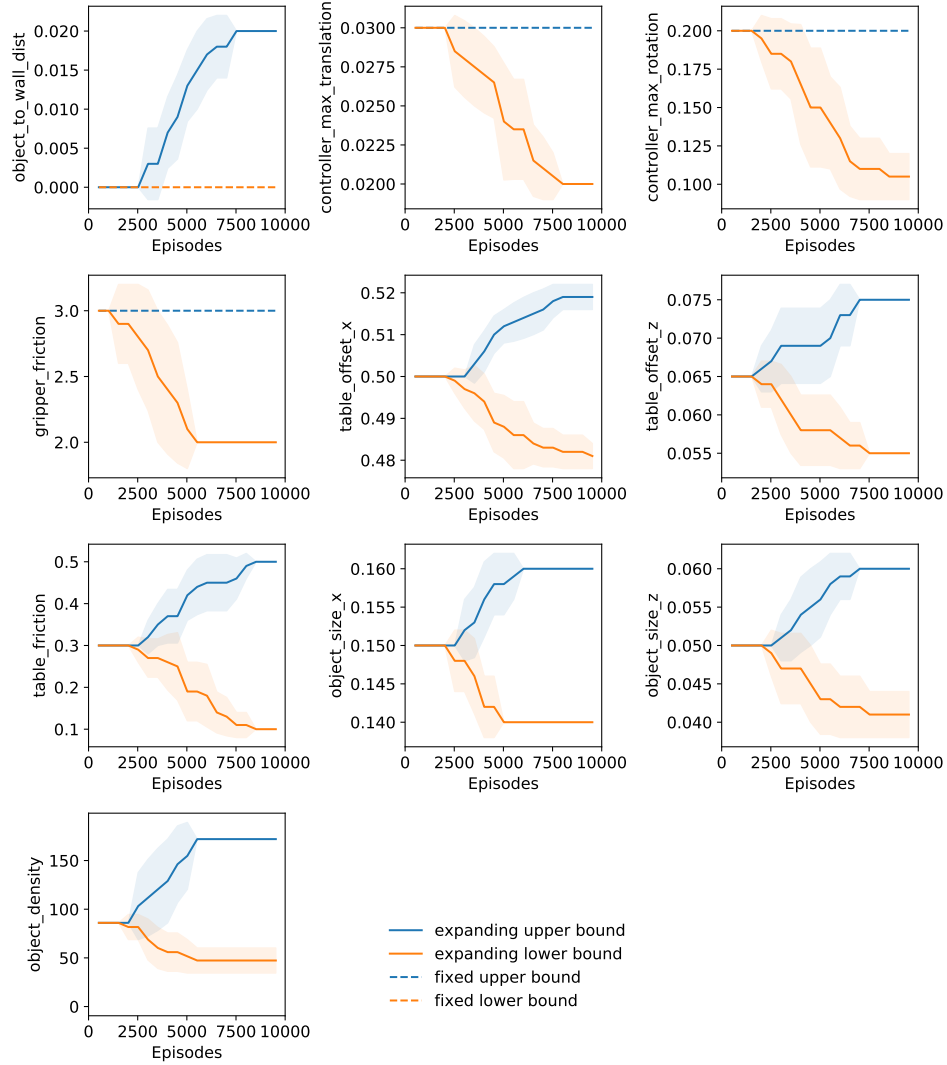 object_to_wall_dist
0.020
0.015
0.010
0.005
0.000
0 2500 5000 7500 10000
Episodes
controller_max_translation
0.0300
0.0275
0.0250
0.0225
0.0200
0 2500 5000 7500 10000
Episodes
controller_max_rotation
0.200
0.175
0.150
0.125
0.100
0 2500 5000 7500 10000
Episodes
gripper_friction
3.0
2.5
2.0
0 2500 5000 7500 10000
Episodes
table_offset_x
0.52
0.51
0.50
0.49
0.48
0 2500 5000 7500 10000
Episodes
table_offset_z
0.075
0.070
0.065
0.060
0.055
0 2500 5000 7500 10000
Episodes
table_friction
0.5
0.4
0.3
0.2
0.1
0 2500 5000 7500 10000
Episodes
object_size_x
0.160
0.155
0.150
0.145
0.140
0 2500 5000 7500 10000
Episodes
object_size_z
0.060
0.055
0.050
0.045
0.040
0 2500 5000 7500 10000
Episodes
object_density
150
100
50
0
0 2500 5000 7500 10000
Episodes
expanding upper bound
expanding lower bound
fixed upper bound
fixed lower bound